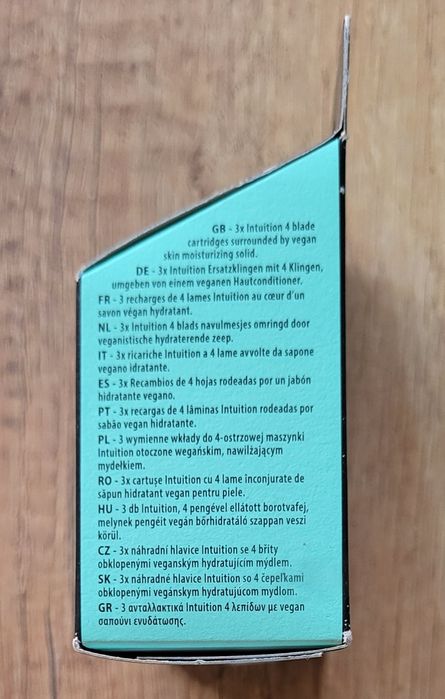 GB - 3x Intuition 4 blade
cartridges surrounded by vegan
skin moisturizing solid.
DE - 3x Intuition Ersatzklingen mit 4 Klingen,
umgeben von einem veganen Hautconditioner.
FR - 3 recharges de 4 lames Intuition au cœur d'un
savon végan hydratant.
NL - 3x Intuition 4 blads navulmesjes omringd door
veganistische hydraterende zeep.
IT - 3x ricariche Intuition a 4 lame avvolte da sapone
vegano idratante.
ES - 3x Recambios de 4 hojas rodeadas por un jabón
hidratante vegano.
PT - 3x recargas de 4 lâminas Intuition rodeadas por
sabão vegan hidratante.
PL - 3 wymienne wkłady do 4-ostrzowej maszynki
Intuition otoczone wegańskim, nawilżającym
mydełkiem.
RO - 3x cartușe Intuition cu 4 lame înconjurate de
săpun hidratant vegan pentru piele.
HU - 3 db Intuition, 4 pengével ellátott borotvafej,
melynek pengéit vegán bőrhidratáló szappan veszi
körül.
CZ - 3x náhradní hlavice Intuition se 4 břity
obklopenými veganským hydratujícím mýdlem.
SK - 3x náhradné hlavice Intuition so 4 čepeľkami
obklopenými vegánskym hydratujúcom mydlom.
GR - 3 ανταλλακτικά Intuition 4 λεπίδων με vegan
σαπούνι ενυδάτωσης.